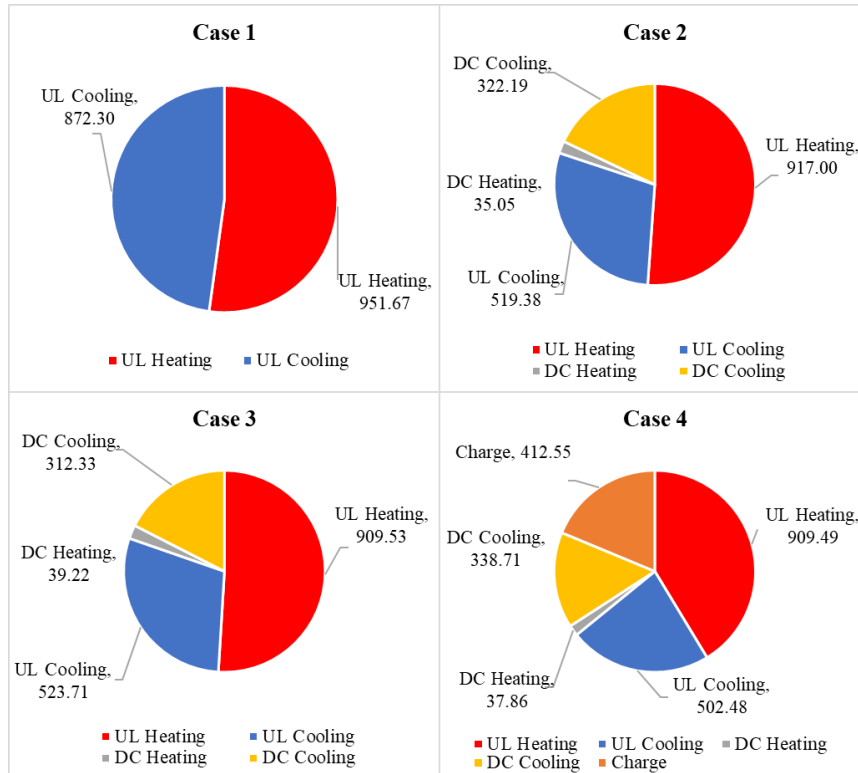 Case 1
UL Cooling,
872.30
UL Heating,
951.67
UL Heating UL Cooling
Case 2
DC Cooling,
322.19
UL Heating,
917.00
DC Heating,
35.05
UL Cooling,
519.38
UL Heating UL Cooling
DC Heating DC Cooling
Case 3
DC Cooling,
312.33
UL Heating,
909.53
DC Heating,
39.22
UL Cooling,
523.71
UL Heating UL Cooling
DC Heating DC Cooling
Case 4
Charge, 412.55
UL Heating,
909.49
DC Cooling,
338.71
DC Heating,
37.86
UL Cooling,
502.48
UL Heating UL Cooling DC Heating
DC Cooling Charge